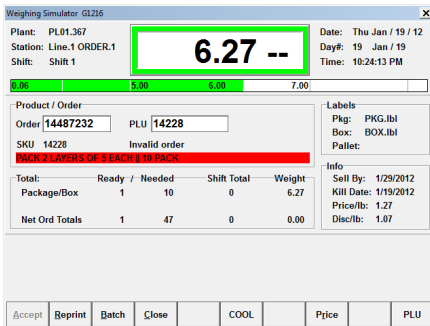 Weighing Simulator G1216
Plant: PL01.367
Station: Line.1 ORDER.1
Shift: Shift 1
6.27 --
Date: Thu Jan / 19 / 12
Day#: 19 Jan / 19
Time: 10:24:13 PM
0.06 5.00 6.00 7.00
Product / Order
Order 14487232 PLU 14228
SKU 14228 Invalid order
PACK 2 LAYERS OF 5 EACH || 10 PACK
Labels
Pkg: PKG.lbl
Box: BOX.lbl
Pallet:
Total: Ready / Needed Shift Total Weight
Package/Box 1 10 0 6.27
Net Ord Totals 1 47 0 0.00
Info
Sell By: 1/29/2012
Kill Date: 1/19/2012
Price/lb: 1.27
Disc/lb: 1.07
Accept Reprint Batch Close COOL Price PLU